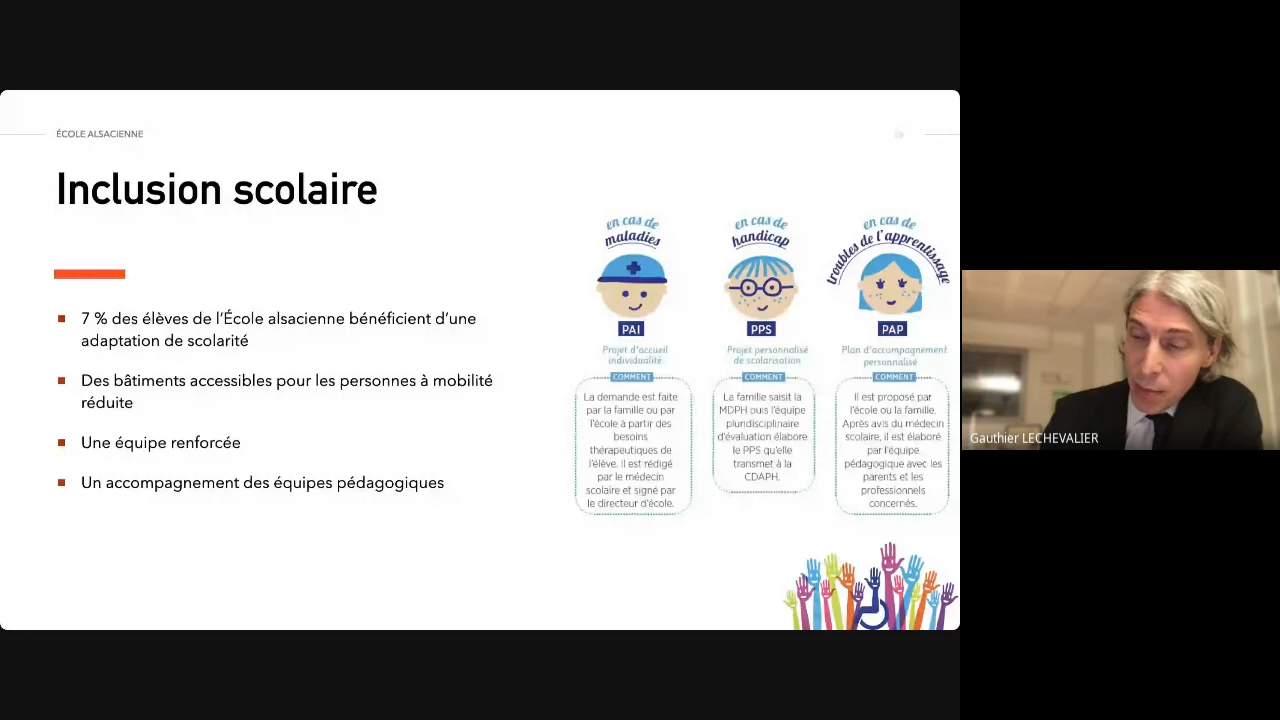 ÉCOLE ALSACIENNE
Inclusion scolaire
7 % des élèves de l'École alsacienne bénéficient d'une
adaptation de scolarité
Des bâtiments accessibles pour les personnes à mobilité
réduite
Une équipe renforcée
Un accompagnement des équipes pédagogiques
en cas de
maladies
PAI
Projet d'accueil
individualité
COMMENT
La demande est faite
par la famille ou par
l'école à partir des
besoins
thérapeutiques de
l'élève. Il est rédigé
par le médecin
scolaire et signé par
le directeur d'école.
en cas de
handicap
PPS
Projet personnalisé
de scolarisation
COMMENT
La famille saisit la
MDPH puis l'équipe
pluridisciplinaire
d'évaluation élabore
le PPS qu'elle
transmet à la
CDAPH.
en cas de
troubles de l'apprentissage
PAP
Plan d'accompagnement
personnalisé
COMMENT
Il est proposé par
l'école ou la famille.
Après avis du médecin
scolaire, il est élaboré
par l'équipe
pédagogique avec les
parents et les
professionnels
concernés.
Gauthier LECHEVALIER